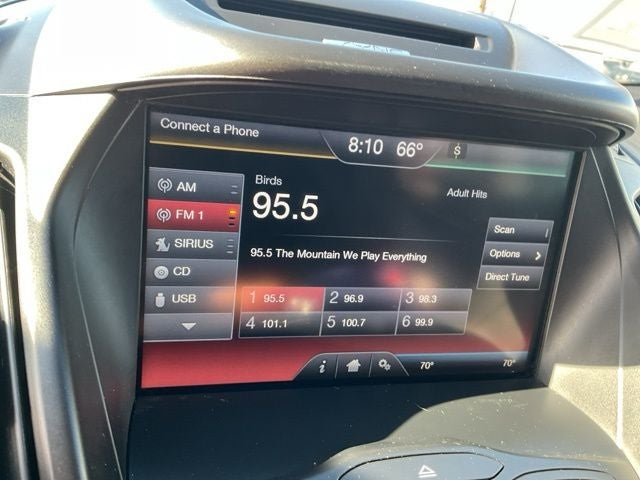 SONY
Connect a Phone
8:10 66°
AM
FM 1
SIRIUS
CD
USB
Birds
95.5
Adult Hits
95.5 The Mountain We Play Everything
1 95.5 2 96.9 3 98.3
4 101.1 5 100.7 6 99.9
Scan
Options
Direct Tune
i
70° 70°